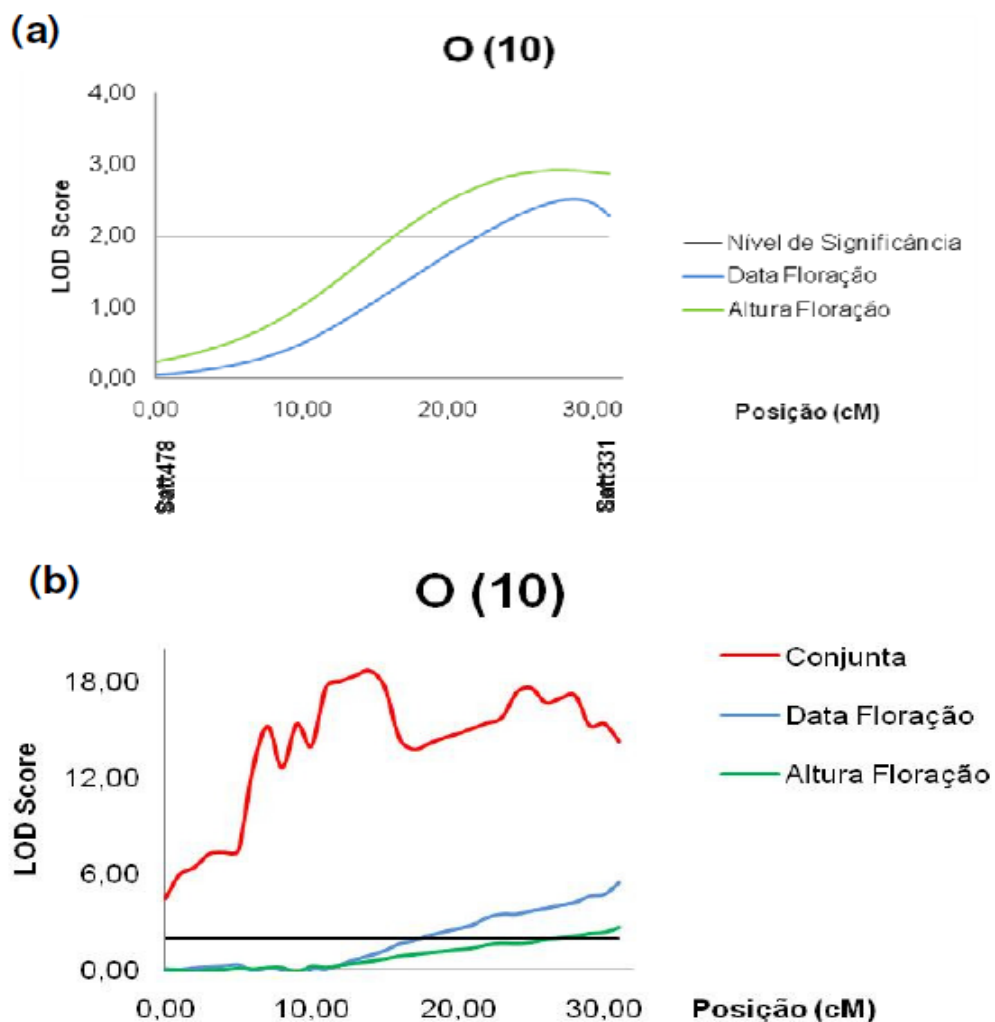 (a)
O (10)
4,00
3,00
2,00
1,00
0,00
LOD Score
0,00 10,00 20,00 30,00
Posição (cM)
Satt478
Satt331
Nível de Significância
Data Floração
Altura Floração
(b)
O (10)
18,00
12,00
6,00
0,00
LOD Score
0,00 10,00 20,00 30,00
Posição (cM)
Conjunta
Data Floração
Altura Floração